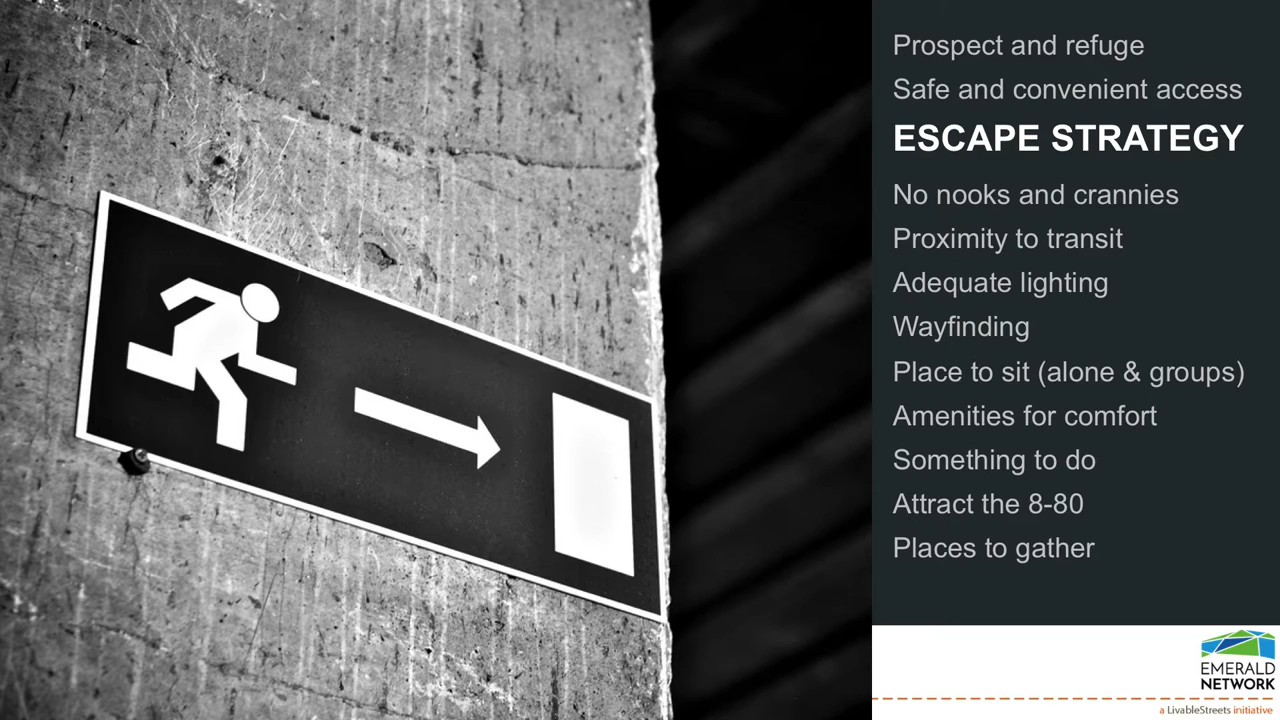 Prospect and refuge
Safe and convenient access
ESCAPE STRATEGY
No nooks and crannies
Proximity to transit
Adequate lighting
Wayfinding
Place to sit (alone & groups)
Amenities for comfort
Something to do
Attract the 8-80
Places to gather
EMERALD
NETWORK
a LivableStreets initiative